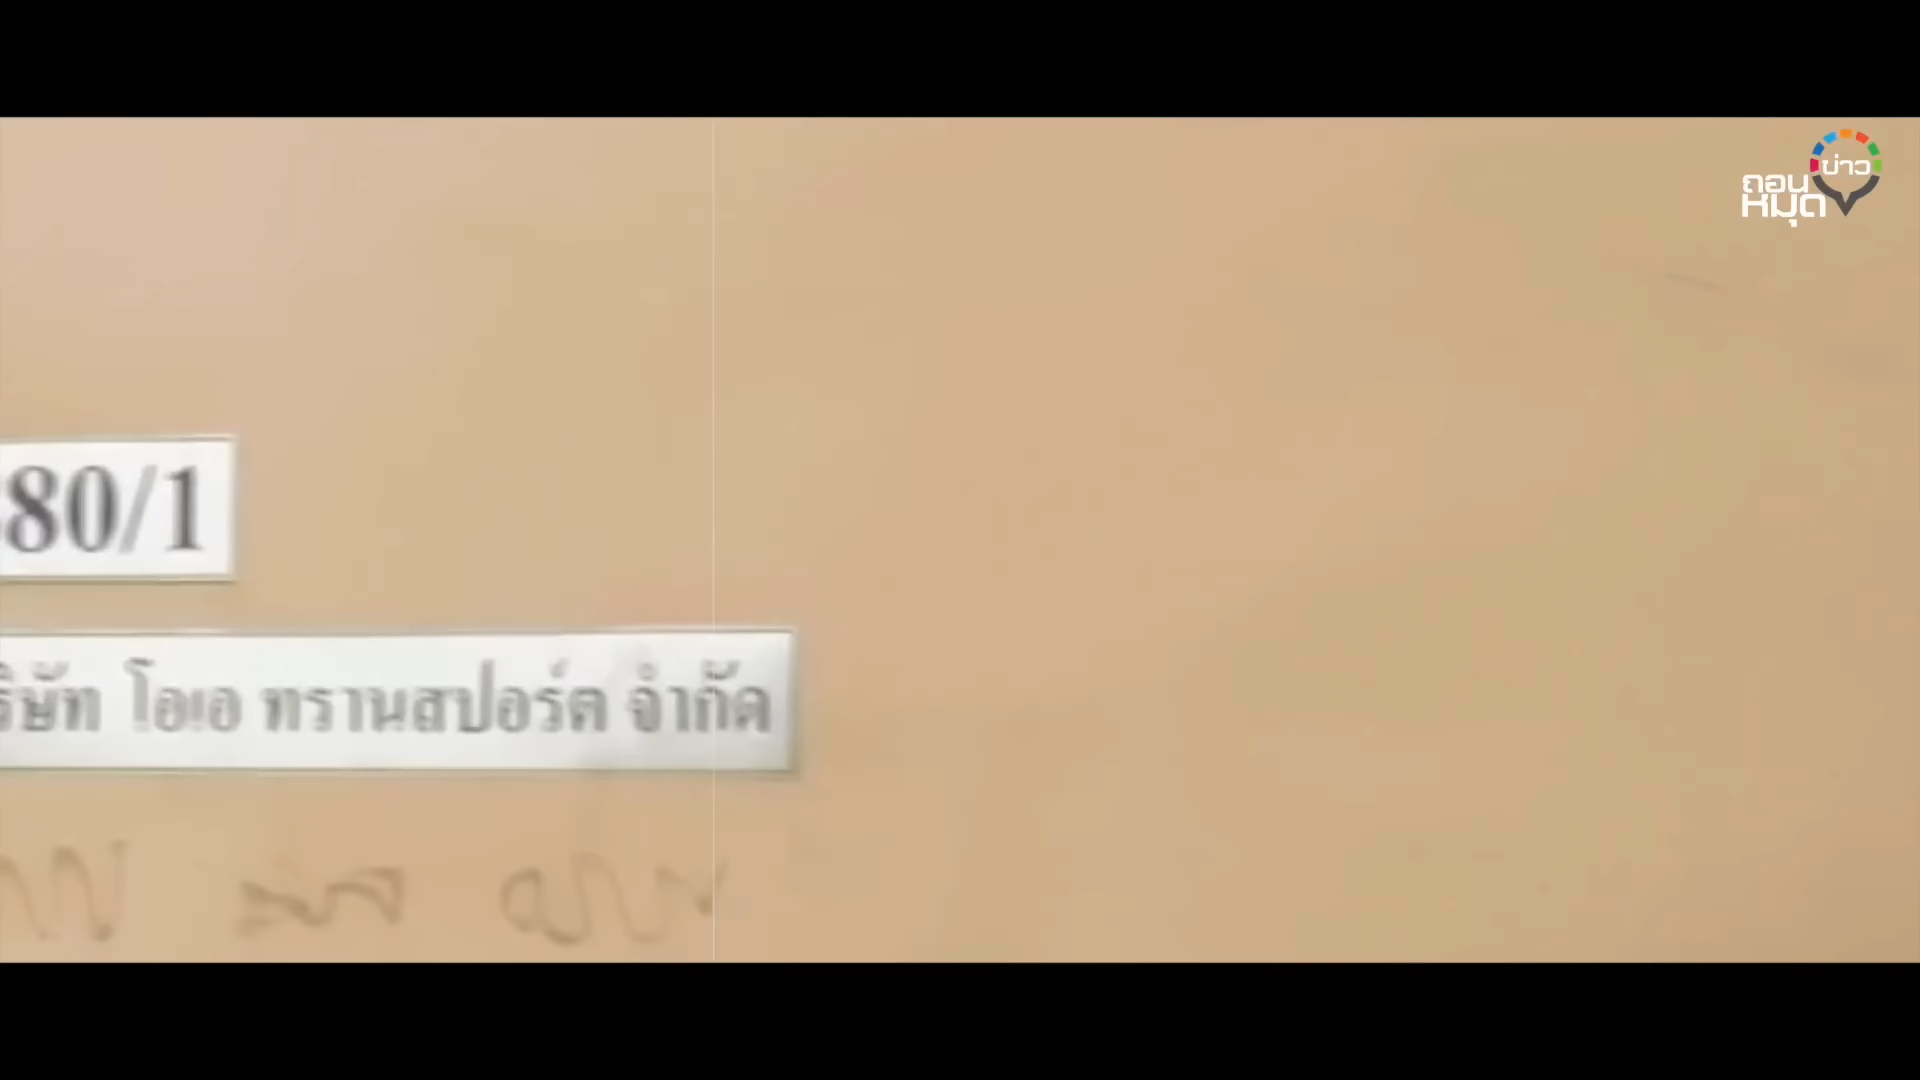 ข่าว
ถอน
หมุด
80/1
ริษัท โอเอ ทรานสปอร์ต จำกัด